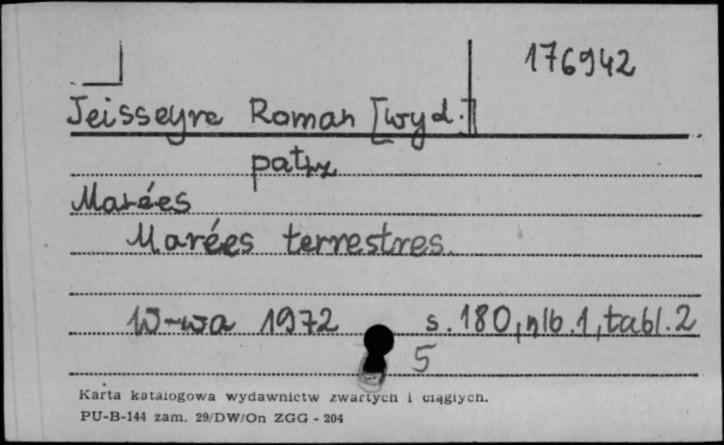 176942
Teisseyre Roman [wyd.]
patrz
Marées
Marées terrestres.
W-wa 1972 s. 180, nlb. 1, tabl. 2
5
Karta katalogowa wydawnictw zwartych i ciągłych.
PU-B-144 zam. 29/DW/On ZGG - 204